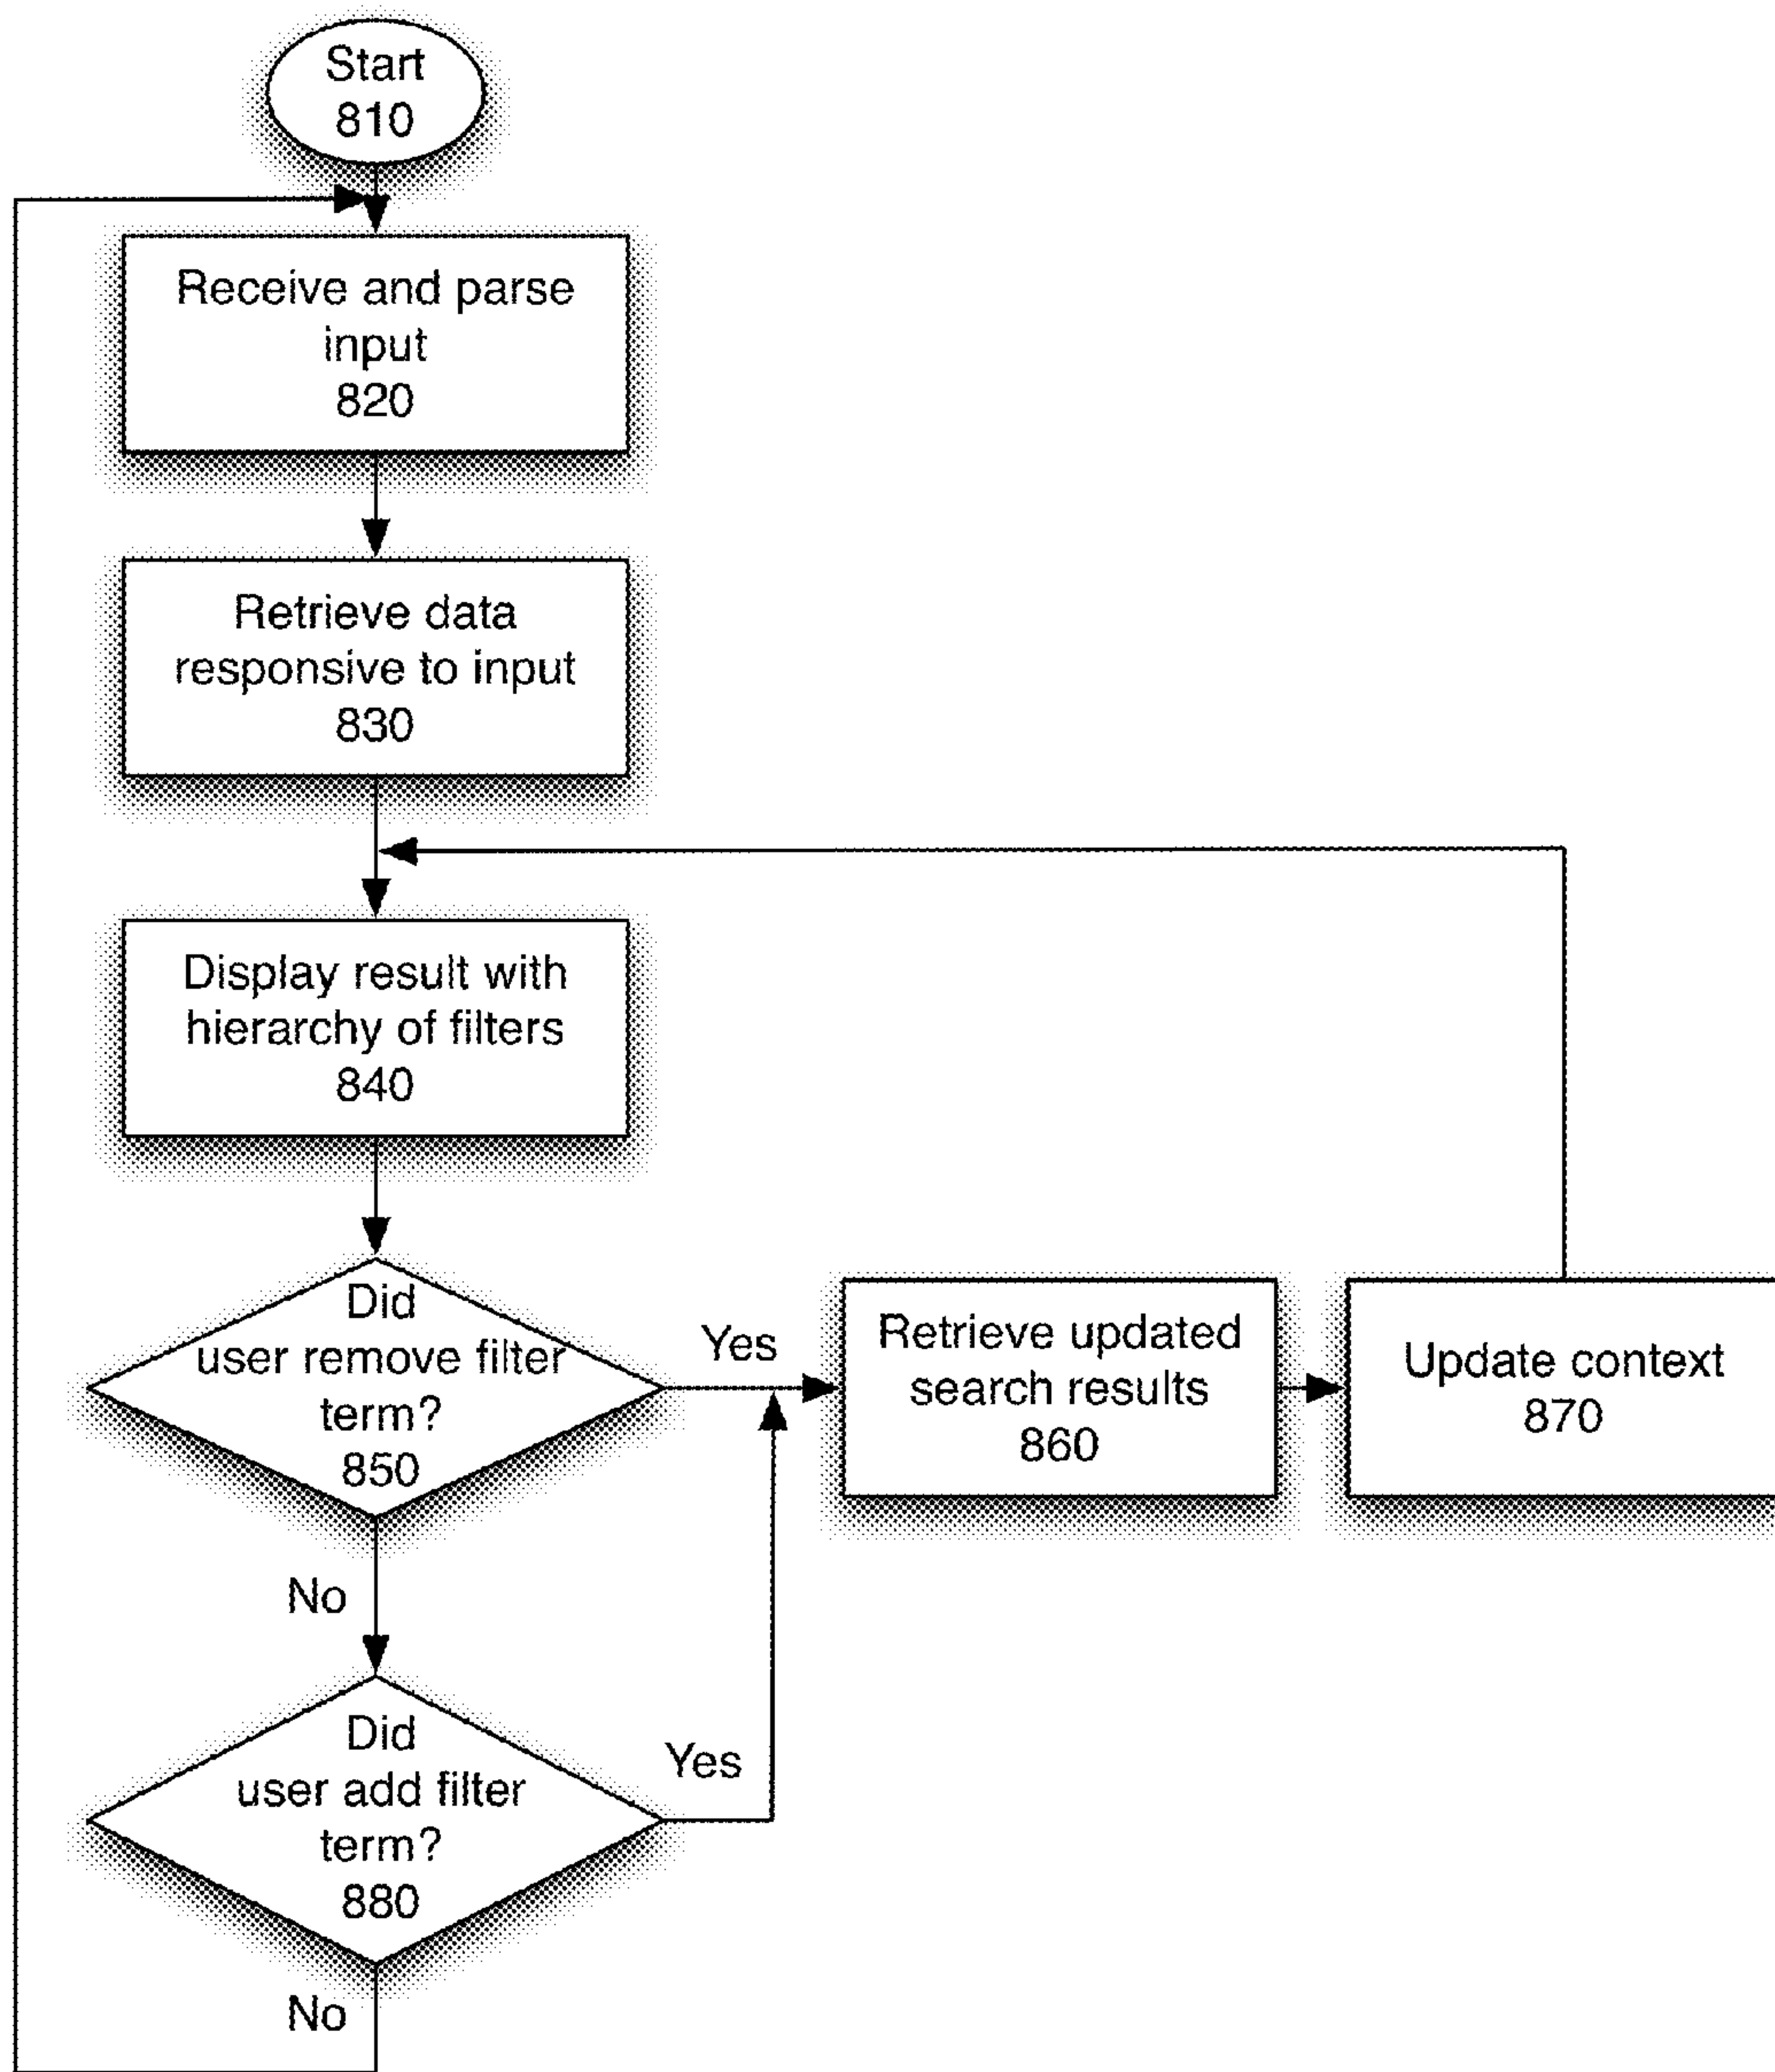 Start
810
Receive and parse
input
820
Retrieve data
responsive to input
830
Display result with
hierarchy of filters
840
Did
user remove filter
term?
850
Yes
Retrieve updated
search results
860
Update context
870
No
Did
user add filter
term?
880
Yes
No